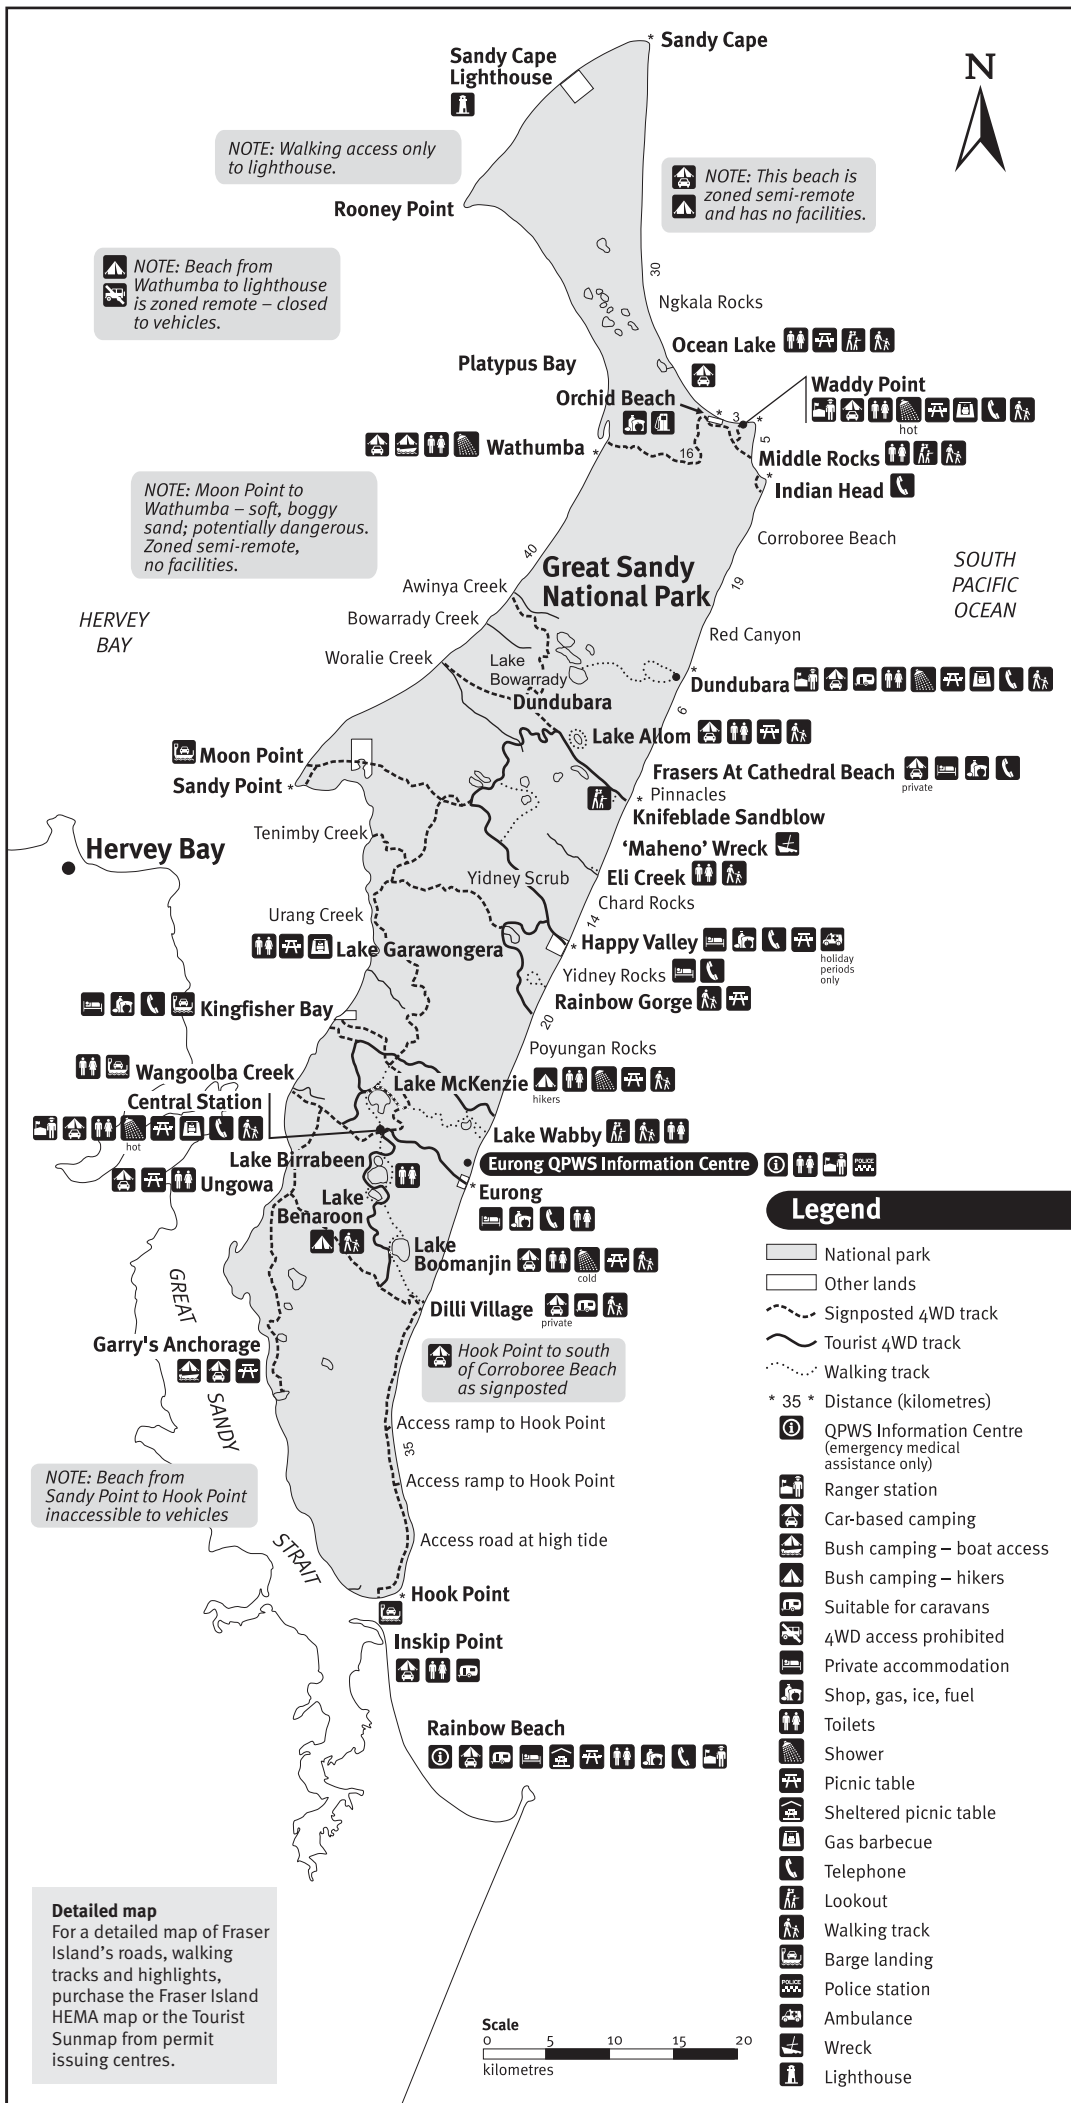 Sandy Cape
Sandy Cape
Lighthouse
N
NOTE: Walking access only
to lighthouse.
NOTE: This beach is
zoned semi-remote
and has no facilities.
Rooney Point
NOTE: Beach from
Wathumba to lighthouse
is zoned remote – closed
to vehicles.
30
Ngkala Rocks
Ocean Lake
Platypus Bay
Waddy Point
hot
Orchid Beach
* 3 *
5
Wathumba *
16
Middle Rocks
*
Indian Head
NOTE: Moon Point to
Wathumba – soft, boggy
sand; potentially dangerous.
Zoned semi-remote,
no facilities.
Corroboree Beach
40
Great Sandy
National Park
SOUTH
PACIFIC
OCEAN
19
Awinya Creek
HERVEY
BAY
Bowarrady Creek
Red Canyon
Woralie Creek
Lake
Bowarrady
*
Dundubara
Dundubara
6
Lake Allom
Moon Point
Sandy Point *
Frasers At Cathedral Beach
private
* Pinnacles
Knifeblade Sandblow
Tenimby Creek
Hervey Bay
‘Maheno’ Wreck
Yidney Scrub
Eli Creek
Chard Rocks
Urang Creek
14
Lake Garawongera
* Happy Valley
holiday
periods
only
Yidney Rocks
Rainbow Gorge
Kingfisher Bay
20
Poyungan Rocks
Wangoolba Creek
Lake McKenzie
hikers
Central Station
hot
Lake Wabby
Lake Birrabeen
Eurong QPWS Information Centre
POLICE
Ungowa
* Eurong
Lake
Benaroon
Lake
Boomanjin
cold
Dilli Village
private
GREAT
SANDY
STRAIT
Garry's Anchorage
Hook Point to south
of Corroboree Beach
as signposted
Access ramp to Hook Point
35
Access ramp to Hook Point
NOTE: Beach from
Sandy Point to Hook Point
inaccessible to vehicles
Access road at high tide
* Hook Point
Inskip Point
Rainbow Beach
Detailed map
For a detailed map of Fraser
Island’s roads, walking
tracks and highlights,
purchase the Fraser Island
HEMA map or the Tourist
Sunmap from permit
issuing centres.
Scale
0 5 10 15 20
kilometres
Legend
National park
Other lands
Signposted 4WD track
Tourist 4WD track
Walking track
* 35 * Distance (kilometres)
QPWS Information Centre
(emergency medical
assistance only)
Ranger station
Car-based camping
Bush camping – boat access
Bush camping – hikers
Suitable for caravans
4WD access prohibited
Private accommodation
Shop, gas, ice, fuel
Toilets
Shower
Picnic table
Sheltered picnic table
Gas barbecue
Telephone
Lookout
Walking track
Barge landing
POLICE Police station
Ambulance
Wreck
Lighthouse